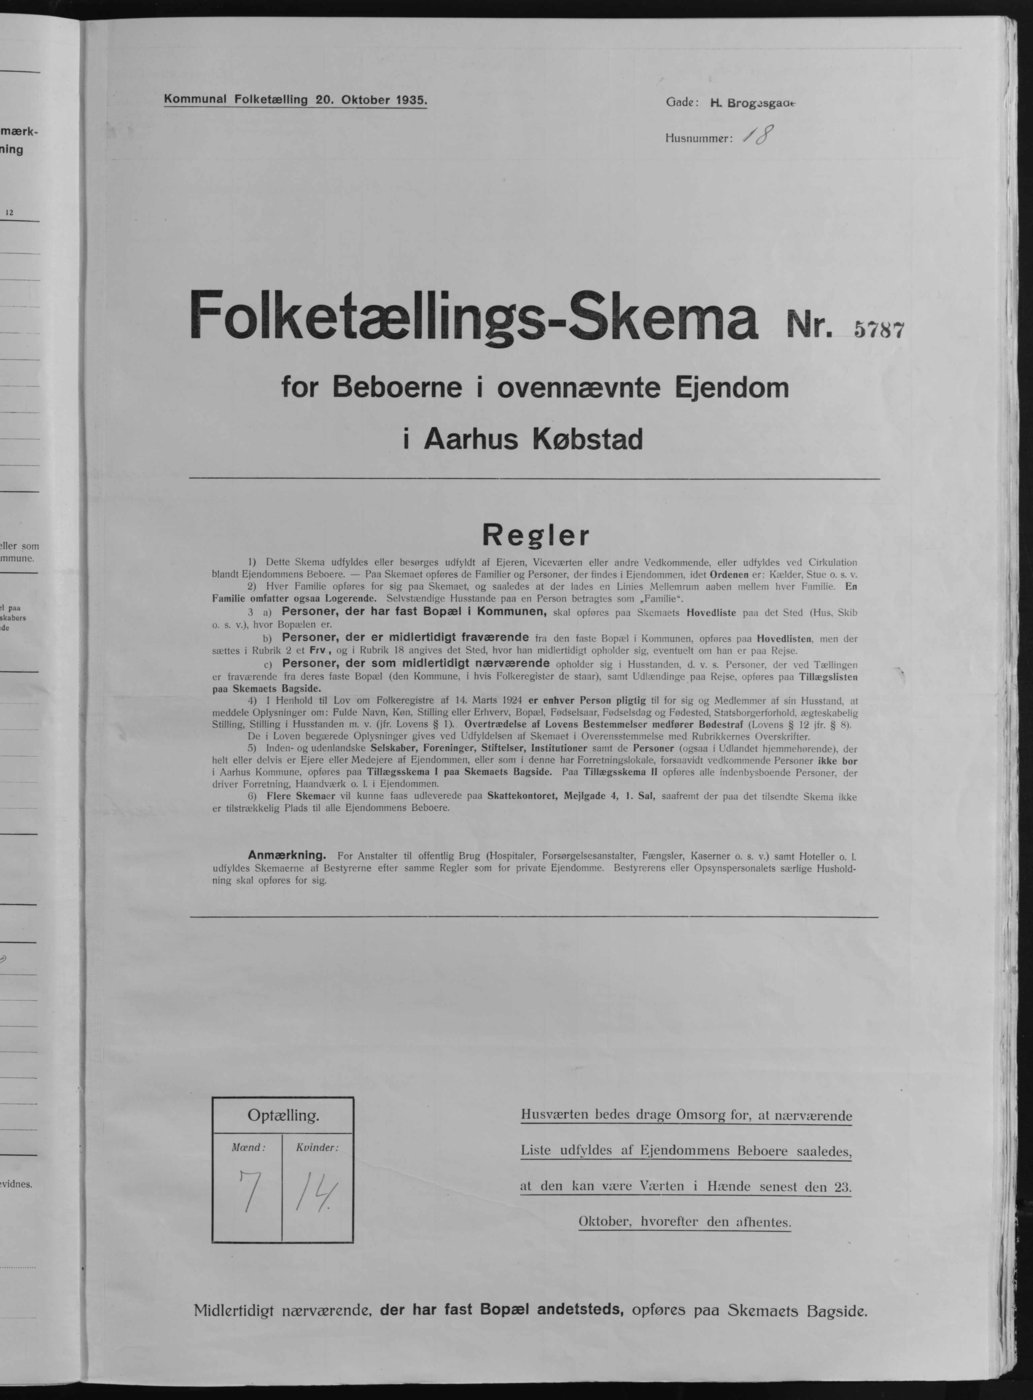 mærk-
ning
12
eller som
mmune.
el paa
skabers
de
evidnes.
Kommunal Folketælling 20. Oktober 1935.
Gade: H. Brogesgade
Husnummer: 18
Folketællings-Skema Nr. 5787
for Beboerne i ovennævnte Ejendom
i Aarhus Købstad
Regler
1) Dette Skema udfyldes eller besørges udfyldt af Ejeren, Viceværten eller andre Vedkommende, eller udfyldes ved Cirkulation
blandt Ejendommens Beboere. — Paa Skemaet opføres de Familier og Personer, der findes i Ejendommen, idet Ordenen er: Kælder, Stue o. s. v.
2) Hver Familie opføres for sig paa Skemaet, og saaledes at der lades en Linies Mellemrum aaben mellem hver Familie. En
Familie omfatter ogsaa Logerende. Selvstændige Husstande paa en Person betragtes som „Familie“.
3 a) Personer, der har fast Bopæl i Kommunen, skal opføres paa Skemaets Hovedliste paa det Sted (Hus, Skib
o. s. v.), hvor Bopælen er.
b) Personer, der er midlertidigt fraværende fra den faste Bopæl i Kommunen, opføres paa Hovedlisten, men der
sættes i Rubrik 2 et Frv., og i Rubrik 18 angives det Sted, hvor han midlertidigt opholder sig, eventuelt om han er paa Rejse.
c) Personer, der som midlertidigt nærværende opholder sig i Husstanden, d. v. s. Personer, der ved Tællingen
er fraværende fra deres faste Bopæl (den Kommune, i hvis Folkeregister de staar), samt Udlændinge paa Rejse, opføres paa Tillægslisten
paa Skemaets Bagside.
4) I Henhold til Lov om Folkeregistre af 14. Marts 1924 er enhver Person pligtig til for sig og Medlemmer af sin Husstand, at
meddele Oplysninger om: Fulde Navn, Køn, Stilling eller Erhverv, Bopæl, Fødselsaar, Fødselsdag og Fødested, Statsborgerforhold, ægteskabelig
Stilling, Stilling i Husstanden m. v. (jfr. Lovens § 1). Overtrædelse af Lovens Bestemmelser medfører Bødestraf (Lovens § 12 jfr. § 8).
De i Loven begærede Oplysninger gives ved Udfyldelsen af Skemaet i Overensstemmelse med Rubrikkernes Overskrifter.
5) Inden- og udenlandske Selskaber, Foreninger, Stiftelser, Institutioner samt de Personer (ogsaa i Udlandet hjemmehørende), der
helt eller delvis er Ejere eller Medejere af Ejendommen, eller som i denne har Forretningslokale, forsaavidt vedkommende Personer ikke bor
i Aarhus Kommune, opføres paa Tillægsskema I paa Skemaets Bagside. Paa Tillægsskema II opføres alle indenbysboende Personer, der
driver Forretning, Haandværk o. l. i Ejendommen.
6) Flere Skemaer vil kunne faas udleverede paa Skattekontoret, Mejlgade 4, 1. Sal, saafremt der paa det tilsendte Skema ikke
er tilstrækkelig Plads til alle Ejendommens Beboere.
Anmærkning. For Anstalter til offentlig Brug (Hospitaler, Forsørgelsesanstalter, Fængsler, Kaserner o. s. v.) samt Hoteller o. l.
udfyldes Skemaerne af Bestyrerne efter samme Regler som for private Ejendomme. Bestyrerens eller Opsynspersonalets særlige Hushold-
ning skal opføres for sig.
Optælling.
Mænd: Kvinder:
7 14.
Husværten bedes drage Omsorg for, at nærværende
Liste udfyldes af Ejendommens Beboere saaledes,
at den kan være Værten i Hænde senest den 23.
Oktober, hvorefter den afhentes.
Midlertidigt nærværende, der har fast Bopæl andetsteds, opføres paa Skemaets Bagside.